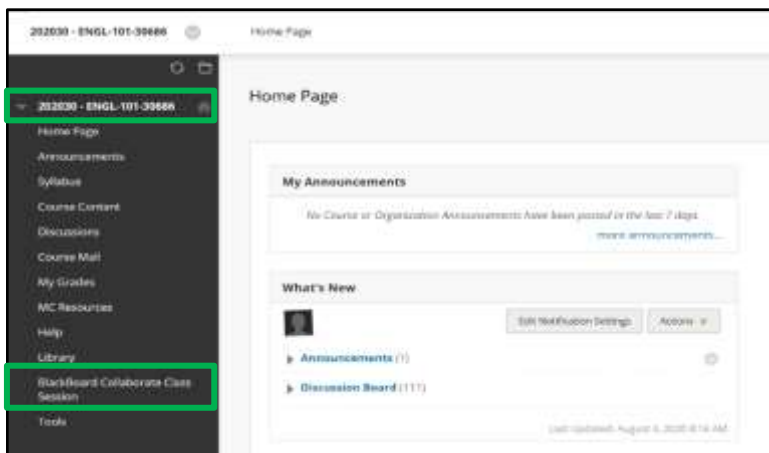 202030 - ENGL-101-30686
Home Page
202030 - ENGL-101-30686
Home Page
Announcements
Syllabus
Course Content
Discussions
Course Mail
My Grades
MC Resources
Help
Library
BlackBoard Collaborate Class
Session
Tools
Home Page
My Announcements
No Course or Organization Announcements have been posted in the last 7 days.
more announcements...
What's New
Edit Notification Settings
Actions
Announcements (1)
Discussion Board (111)
Last Updated: August 3, 2020 8:16 AM